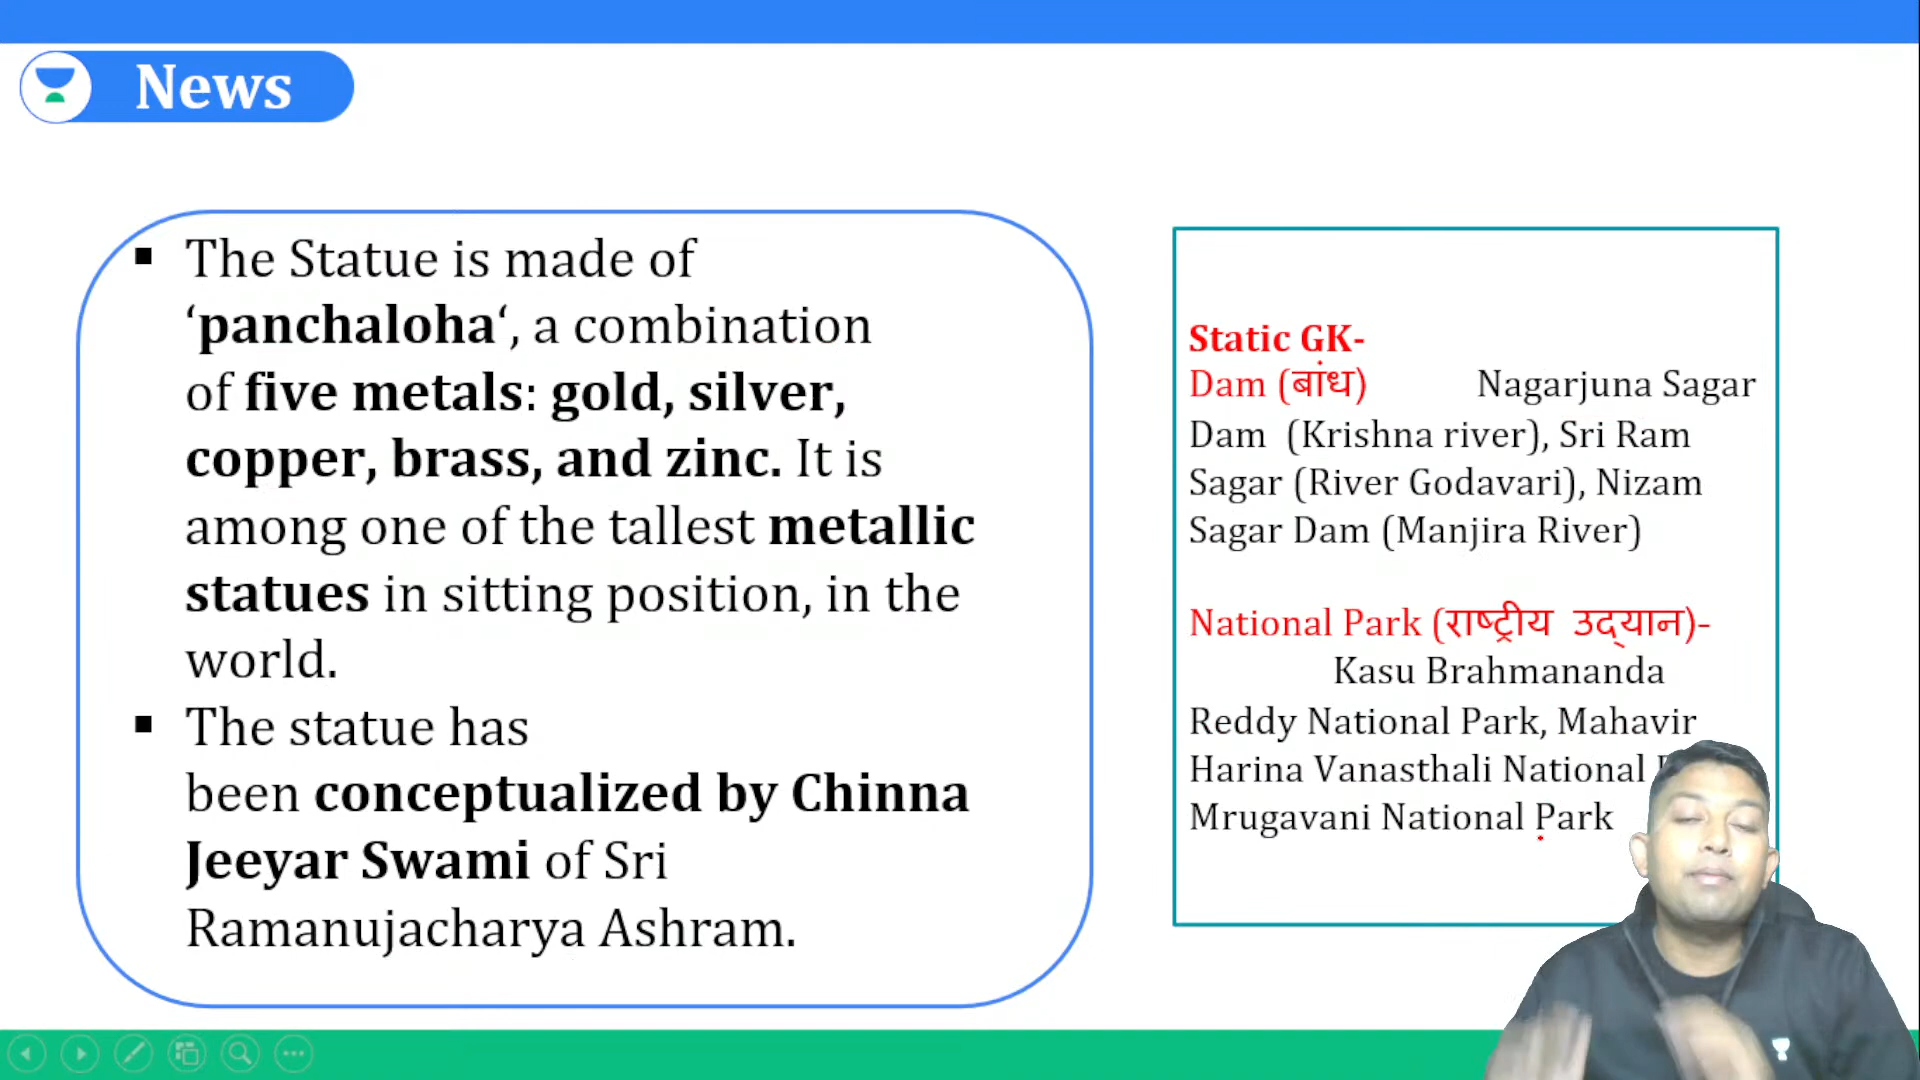 News
▪ The Statue is made of
‘panchaloha‘, a combination
of five metals: gold, silver,
copper, brass, and zinc. It is
among one of the tallest metallic
statues in sitting position, in the
world.
▪ The statue has
been conceptualized by Chinna
Jeeyar Swami of Sri
Ramanujacharya Ashram.
Static GK-
Dam (बांध) Nagarjuna Sagar
Dam (Krishna river), Sri Ram
Sagar (River Godavari), Nizam
Sagar Dam (Manjira River)
National Park (राष्ट्रीय उद्यान)-
Kasu Brahmananda
Reddy National Park, Mahavir
Harina Vanasthali National
Mrugavani National Park